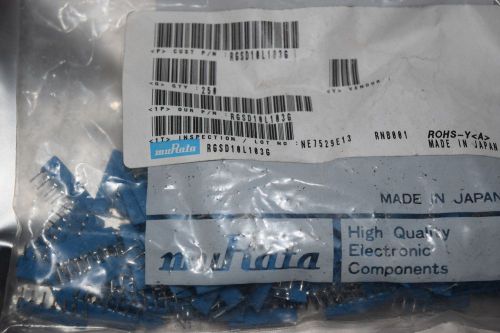 <P> CUST P/N : RGSD10L103G
<Q> QTY : 250
<V> VENDOR :
<1P> OUR P/N : RGSD10L103G
<1T> INSPECTION LOT NO : NE7529E13 RNB001 ROHS-Y<A>
muRata RGSD10L103G MADE IN JAPAN
MADE IN JAPAN
muRata
High Quality
Electronic
Components